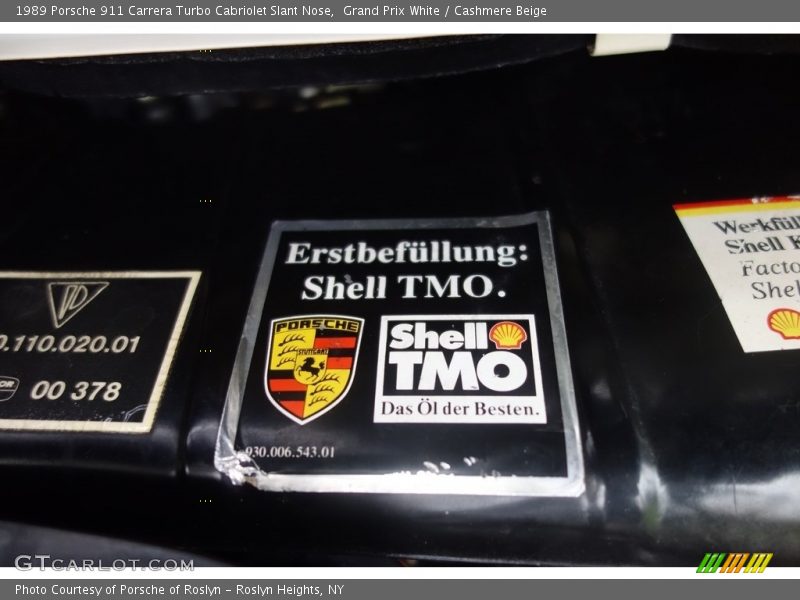 1989 Porsche 911 Carrera Turbo Cabriolet Slant Nose, Grand Prix White / Cashmere Beige
Erstbefüllung:
Shell TMO.
PORSCHE
STUTTGART
Shell
TMO
Das Öl der Besten.
930.006.543.01
.110.020.01
00 378
Shell
Facto
Shel
GTCARLOT.COM
Photo Courtesy of Porsche of Roslyn - Roslyn Heights, NY